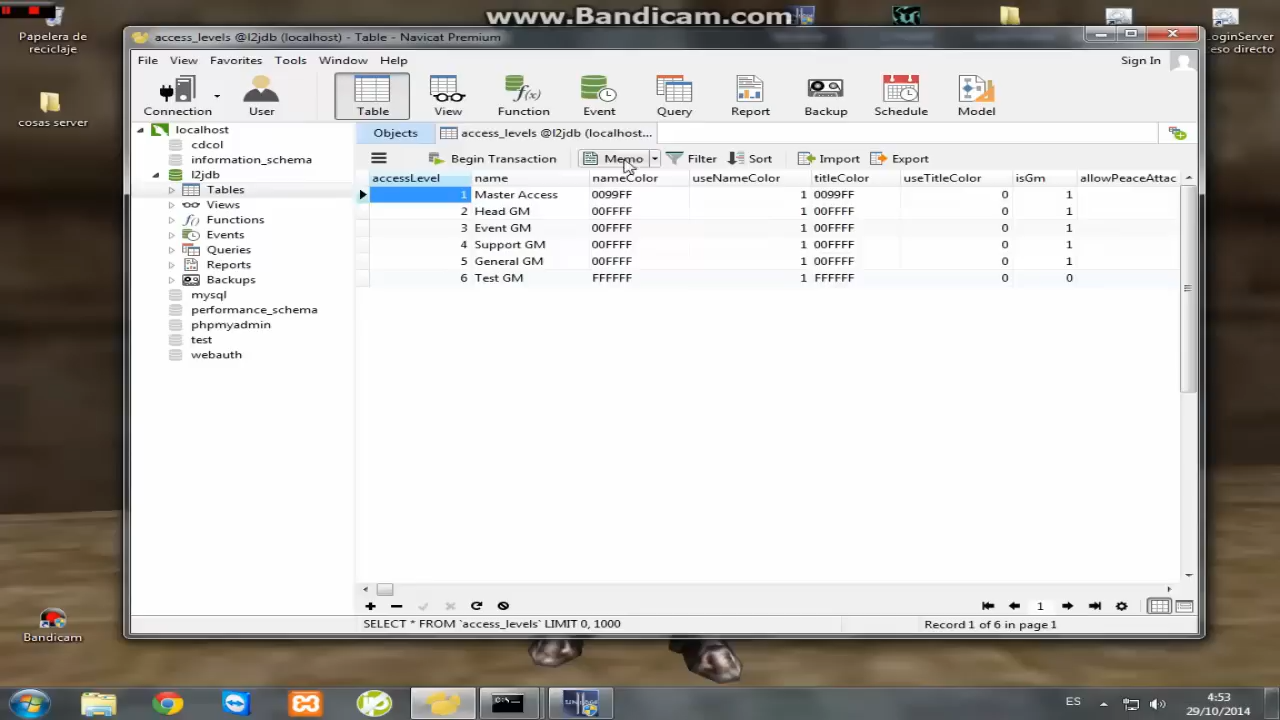 www.Bandicam.com
Papelera de
reciclaje
cosas server
Bandicam
LoginServer
access_levels @l2jdb (localhost) - Table - Navicat Premium
File View Favorites Tools Window Help
Sign In
Connection User Table View Function Event Query Report Backup Schedule Model
localhost
cdcol
information_schema
l2jdb
Tables
Views
Functions
Events
Queries
Reports
Backups
mysql
performance_schema
phpmyadmin
test
webauth
Objects access_levels @l2jdb (localhost...
Begin Transaction Filter Sort Import Export
accessLevel name nameColor useNameColor titleColor useTitleColor isGm allowPeaceAttac
1 Master Access 0099FF 1 0099FF 0 1
2 Head GM 00FFFF 1 00FFFF 0 1
3 Event GM 00FFFF 1 00FFFF 0 1
4 Support GM 00FFFF 1 00FFFF 0 1
5 General GM 00FFFF 1 00FFFF 0 1
6 Test GM FFFFFF 1 FFFFFF 0 0
1
SELECT * FROM `access_levels` LIMIT 0, 1000
Record 1 of 6 in page 1
ES
4:53
29/10/2014